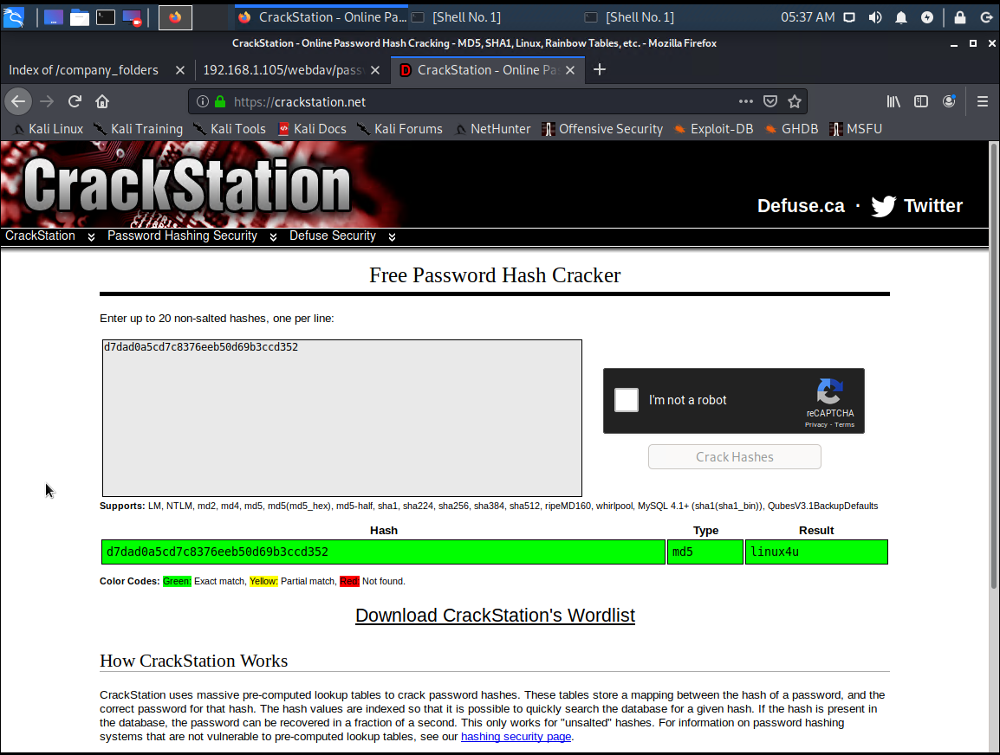 CrackStation - Online Pa... [Shell No. 1] [Shell No. 1] 05:37 AM
CrackStation - Online Password Hash Cracking - MD5, SHA1, Linux, Rainbow Tables, etc. - Mozilla Firefox
Index of /company_folders 192.168.1.105/webdav/pass CrackStation - Online Pa
https://crackstation.net
Kali Linux Kali Training Kali Tools Kali Docs Kali Forums NetHunter Offensive Security Exploit-DB GHDB MSFU
CrackStation
Defuse.ca · Twitter
CrackStation Password Hashing Security Defuse Security
Free Password Hash Cracker
Enter up to 20 non-salted hashes, one per line:
d7dad0a5cd7c8376eeb50d69b3ccd352
I'm not a robot
reCAPTCHA
Privacy - Terms
Crack Hashes
Supports: LM, NTLM, md2, md4, md5, md5(md5_hex), md5-half, sha1, sha224, sha256, sha384, sha512, ripeMD160, whirlpool, MySQL 4.1+ (sha1(sha1_bin)), QubesV3.1BackupDefaults
Hash Type Result
d7dad0a5cd7c8376eeb50d69b3ccd352 md5 linux4u
Color Codes: Green: Exact match, Yellow: Partial match, Red: Not found.
Download CrackStation's Wordlist
How CrackStation Works
CrackStation uses massive pre-computed lookup tables to crack password hashes. These tables store a mapping between the hash of a password, and the
correct password for that hash. The hash values are indexed so that it is possible to quickly search the database for a given hash. If the hash is present in
the database, the password can be recovered in a fraction of a second. This only works for "unsalted" hashes. For information on password hashing
systems that are not vulnerable to pre-computed lookup tables, see our hashing security page.